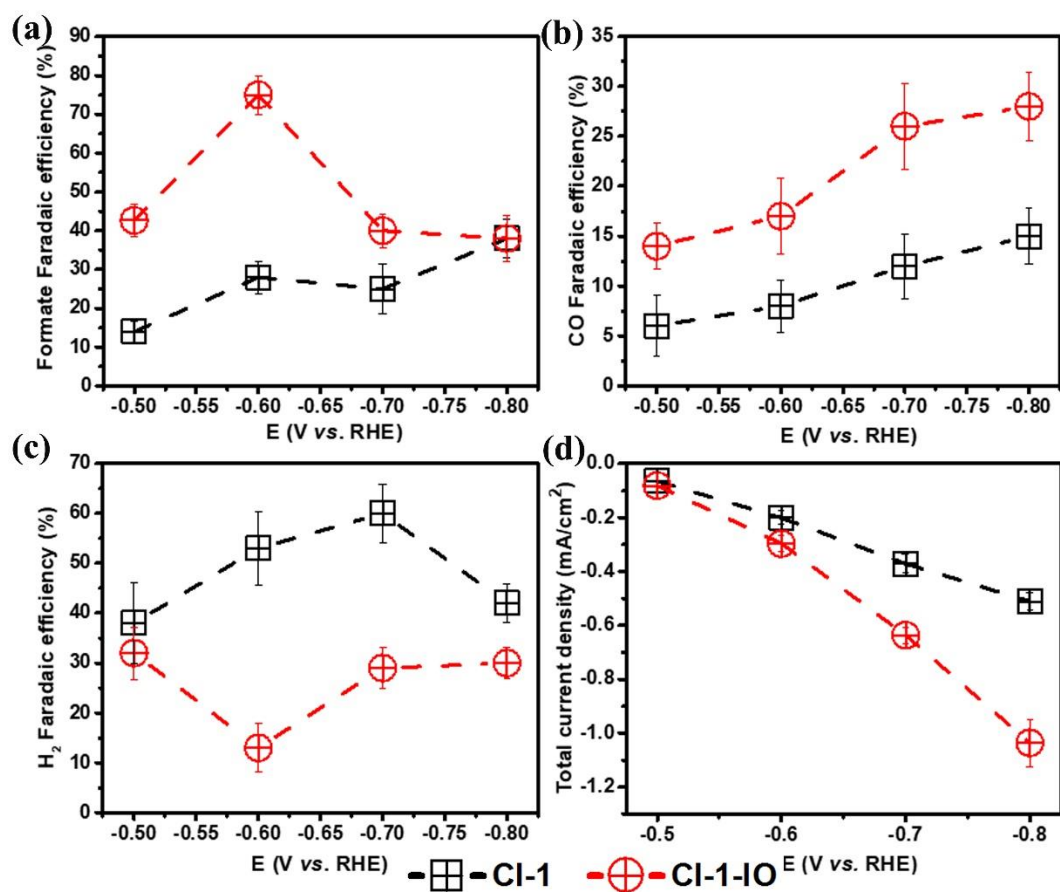 (a)
Formate Faradaic efficiency (%)
90
80
70
60
50
40
30
20
10
0
-0.50 -0.55 -0.60 -0.65 -0.70 -0.75 -0.80
E (V vs. RHE)
(b)
CO Faradaic efficiency (%)
35
30
25
20
15
10
5
0
-0.50 -0.55 -0.60 -0.65 -0.70 -0.75 -0.80
E (V vs. RHE)
(c)
H2 Faradaic efficiency (%)
70
60
50
40
30
20
10
0
-0.50 -0.55 -0.60 -0.65 -0.70 -0.75 -0.80
E (V vs. RHE)
(d)
Total current density (mA/cm²)
0.0
-0.2
-0.4
-0.6
-0.8
-1.0
-1.2
-0.5 -0.6 -0.7 -0.8
E (V vs. RHE)
CI-1 CI-1-IO